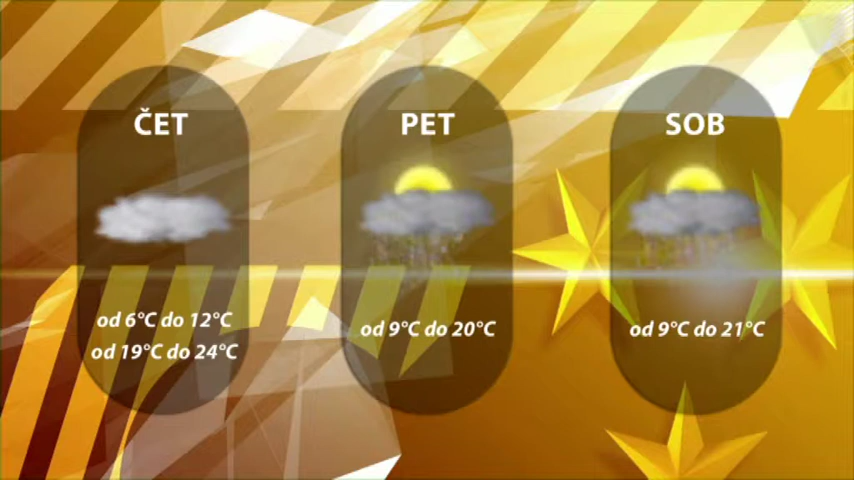 ČET
od 6°C do 12°C
od 19°C do 24°C
PET
od 9°C do 20°C
SOB
od 9°C do 21°C